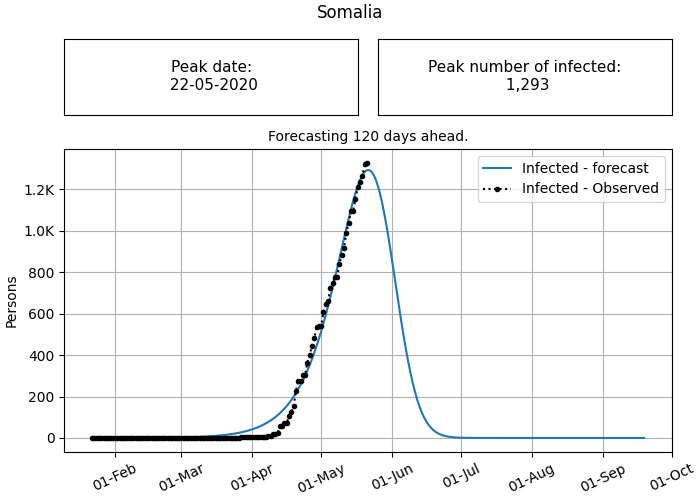 Somalia
Peak date:
22-05-2020
Peak number of infected:
1,293
Forecasting 120 days ahead.
Infected - forecast
Infected - Observed
Persons
1.2K
1.0K
800
600
400
200
0
01-Feb
01-Mar
01-Apr
01-May
01-Jun
01-Jul
01-Aug
01-Sep
01-Oct